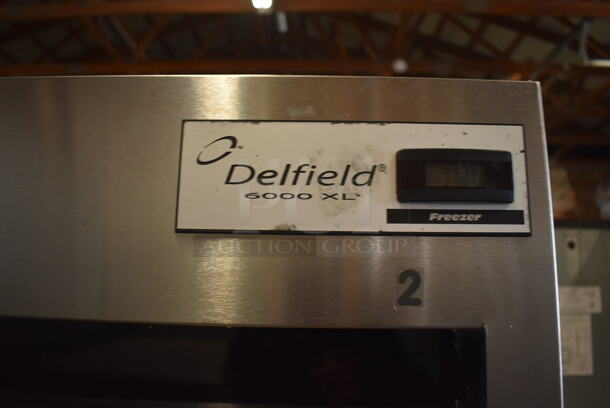 Delfield®
6000 XL®
Freezer
AUCTION GROUP
2